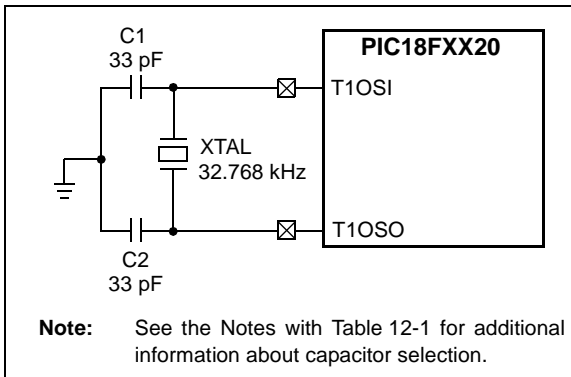 C1
33 pF
PIC18FXX20
T1OSI
XTAL
32.768 kHz
T1OSO
C2
33 pF
Note: See the Notes with Table 12-1 for additional
information about capacitor selection.